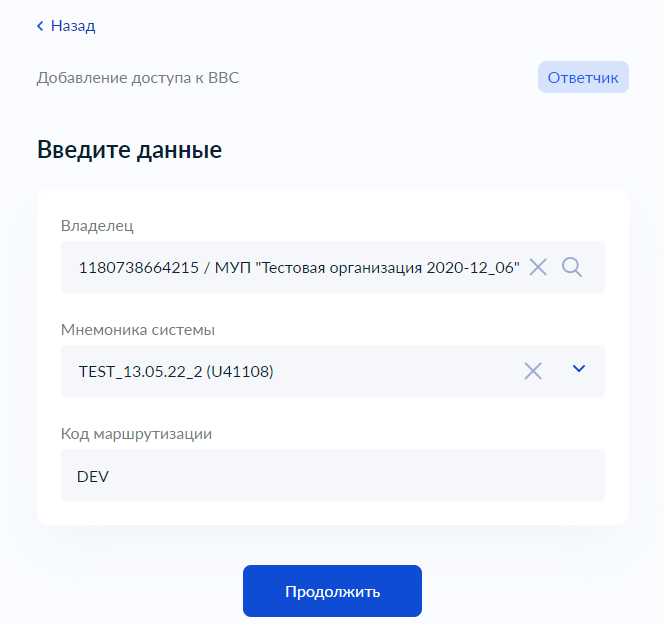 Назад
Добавление доступа к ВВС
Ответчик
Введите данные
Владелец
1180738664215 / МУП "Тестовая организация 2020-12_06"
Мнемоника системы
TEST_13.05.22_2 (U41108)
Код маршрутизации
DEV
Продолжить